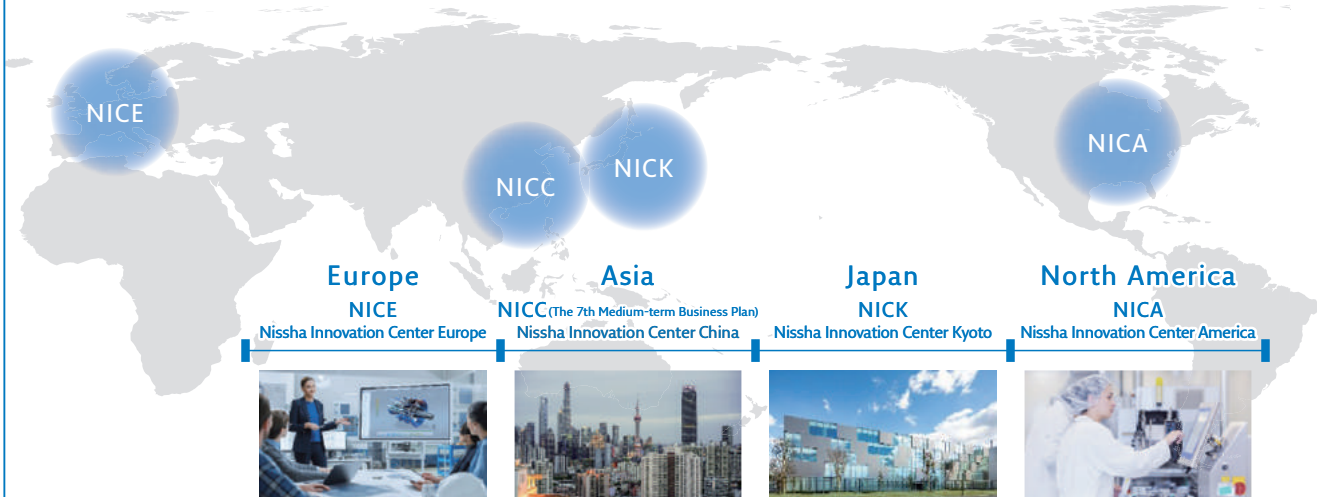 NICE
NICC
NICK
NICA
Europe
NICE
Nissha Innovation Center Europe
Asia
NICC(The 7th Medium-term Business Plan)
Nissha Innovation Center China
Japan
NICK
Nissha Innovation Center Kyoto
North America
NICA
Nissha Innovation Center America